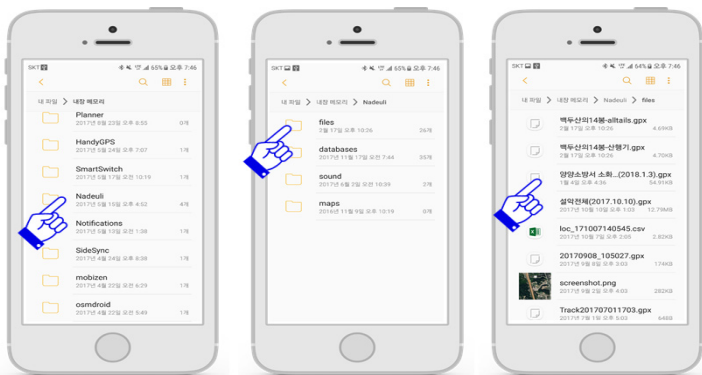 SKT 오후 7:46
내 파일 > 내장 메모리
Planner
2017년 8월 23일 오후 8:55 0개
HandyGPS
2017년 5월 24일 오후 7:07 1개
SmartSwitch
2017년 5월 17일 오전 10:19 1개
Nadeuli
2017년 5월 15일 오후 4:52 4개
Notifications
2017년 5월 13일 오전 1:38 1개
SideSync
2017년 4월 24일 오후 8:38 1개
mobizen
2017년 4월 22일 오전 6:29 1개
osmdroid
2017년 4월 22일 오전 5:49 1개
SKT 65% 오후 7:46
내 파일 > 내장 메모리 > Nadeuli
files
2월 17일 오후 10:26 26개
databases
2017년 11월 17일 오전 7:44 35개
sound
2017년 6월 2일 오전 10:39 2개
maps
2016년 11월 9일 오후 10:19 0개
SKT 64% 오후 7:46
내 파일 > 내장 메모리 > Nadeuli > files
백두산의14봉-alltails.gpx
2월 17일 오후 10:26 4.69KB
백두산의14봉-산행기.gpx
2월 17일 오후 10:26 4.70KB
양양소방서 소화...(2018.1.3).gpx
1월 4일 오후 4:36 54.91KB
설악전체(2017.10.10).gpx
2017년 10월 10일 오후 1:03 12.79MB
loc_171007140545.csv
2017년 10월 7일 오후 2:05 2.82KB
20170908_105027.gpx
2017년 9월 8일 오후 3:03 174KB
screenshot.png
2017년 9월 2일 오후 4:03 282KB
Track201707011703.gpx
2017년 7월 1일 오후 5:03 64KB